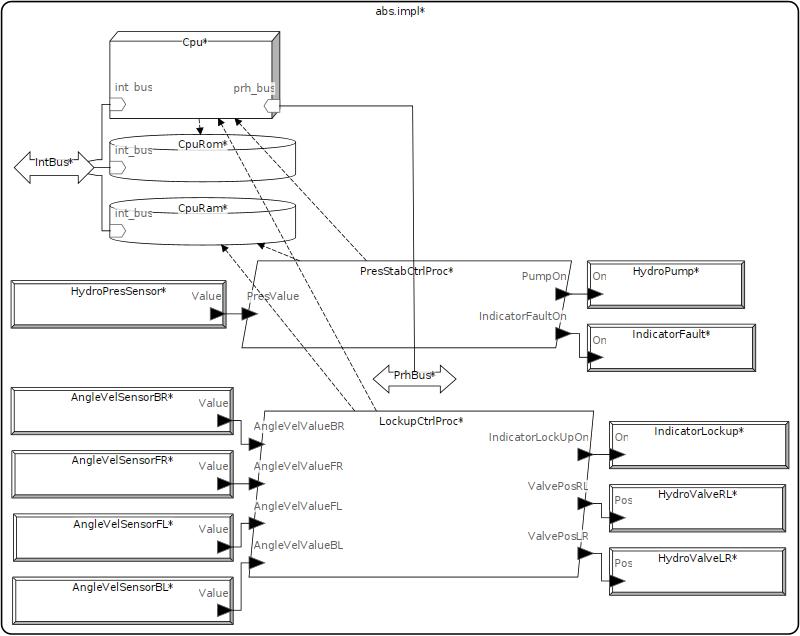 abs.impl*
Cpu*
int_bus
prh_bus
CpuRom*
int_bus
IntBus*
CpuRam*
int_bus
PresStabCtrlProc*
PumpOn
PresValue
IndicatorFaultOn
HydroPresSensor*
Value
HydroPump*
On
IndicatorFault*
On
PrhBus*
LockupCtrlProc*
AngleVelValueBR
IndicatorLockUpOn
AngleVelValueFR
ValvePosRL
AngleVelValueFL
ValvePosLR
AngleVelValueBL
AngleVelSensorBR*
Value
AngleVelSensorFR*
Value
AngleVelSensorFL*
Value
AngleVelSensorBL*
Value
IndicatorLockup*
On
HydroValveRL*
Pos
HydroValveLR*
Pos